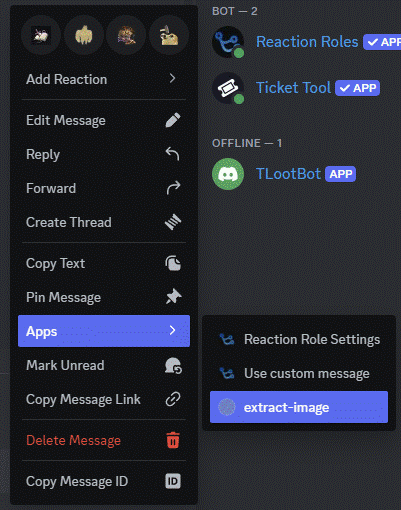 Add Reaction
Edit Message
Reply
Forward
Create Thread
Copy Text
Pin Message
Apps
Mark Unread
Copy Message Link
Delete Message
Copy Message ID
ID
BOT — 2
Reaction Roles ✓ APP
Ticket Tool ✓ APP
OFFLINE — 1
TLootBot APP
Reaction Role Settings
Use custom message
extract-image